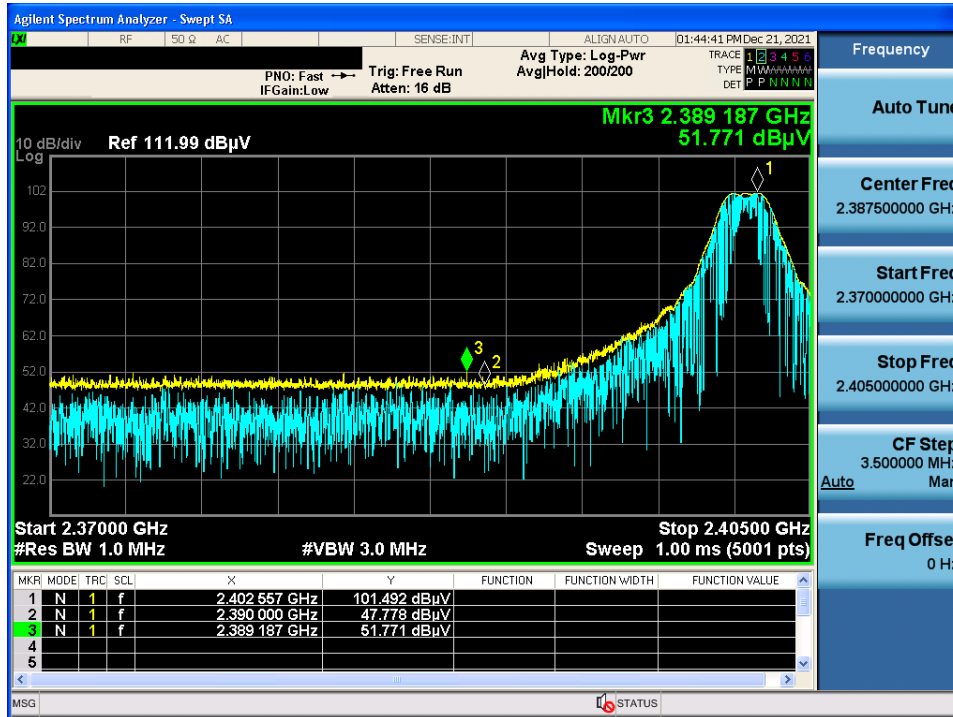 Agilent Spectrum Analyzer - Swept SA
LXI RF 50 Ω AC SENSE:INT ALIGN AUTO 01:44:41 PM Dec 21, 2021
PNO: Fast Trig: Free Run Avg Type: Log-Pwr TRACE 1 2 3 4 5 6
IFGain:Low Atten: 16 dB Avg|Hold: 200/200 TYPE M W
DET P P N N N N
Mkr3 2.389 187 GHz
51.771 dBµV
10 dB/div Ref 111.99 dBµV
Log
102
92.0
82.0
72.0
62.0
52.0
42.0
32.0
22.0
1
2
3
Start 2.37000 GHz Stop 2.40500 GHz
#Res BW 1.0 MHz #VBW 3.0 MHz Sweep 1.00 ms (5001 pts)
MKR MODE TRC SCL X Y FUNCTION FUNCTION WIDTH FUNCTION VALUE
1 N 1 f 2.402 557 GHz 101.492 dBµV
2 N 1 f 2.390 000 GHz 47.778 dBµV
3 N 1 f 2.389 187 GHz 51.771 dBµV
4
5
MSG STATUS
Frequency
Auto Tune
Center Freq
2.387500000 GHz
Start Freq
2.370000000 GHz
Stop Freq
2.405000000 GHz
CF Step
3.500000 MHz
Auto Man
Freq Offset
0 Hz